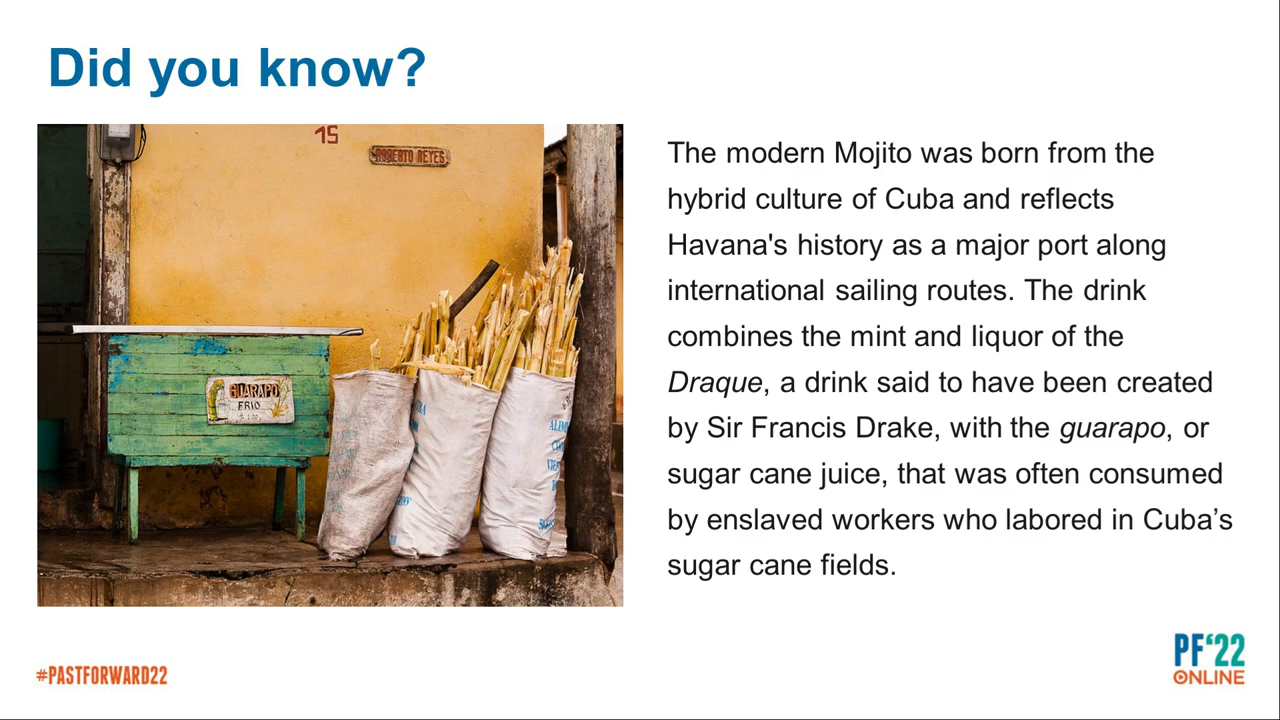 Did you know?
15
ROBERTO REYES
GUARAPO
FRIO
The modern Mojito was born from the
hybrid culture of Cuba and reflects
Havana's history as a major port along
international sailing routes. The drink
combines the mint and liquor of the
Draque, a drink said to have been created
by Sir Francis Drake, with the guarapo, or
sugar cane juice, that was often consumed
by enslaved workers who labored in Cuba’s
sugar cane fields.
#PASTFORWARD22
PF‘22
ONLINE